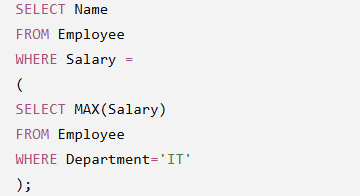 SELECT Name
FROM Employee
WHERE Salary =
(
SELECT MAX(Salary)
FROM Employee
WHERE Department='IT'
);